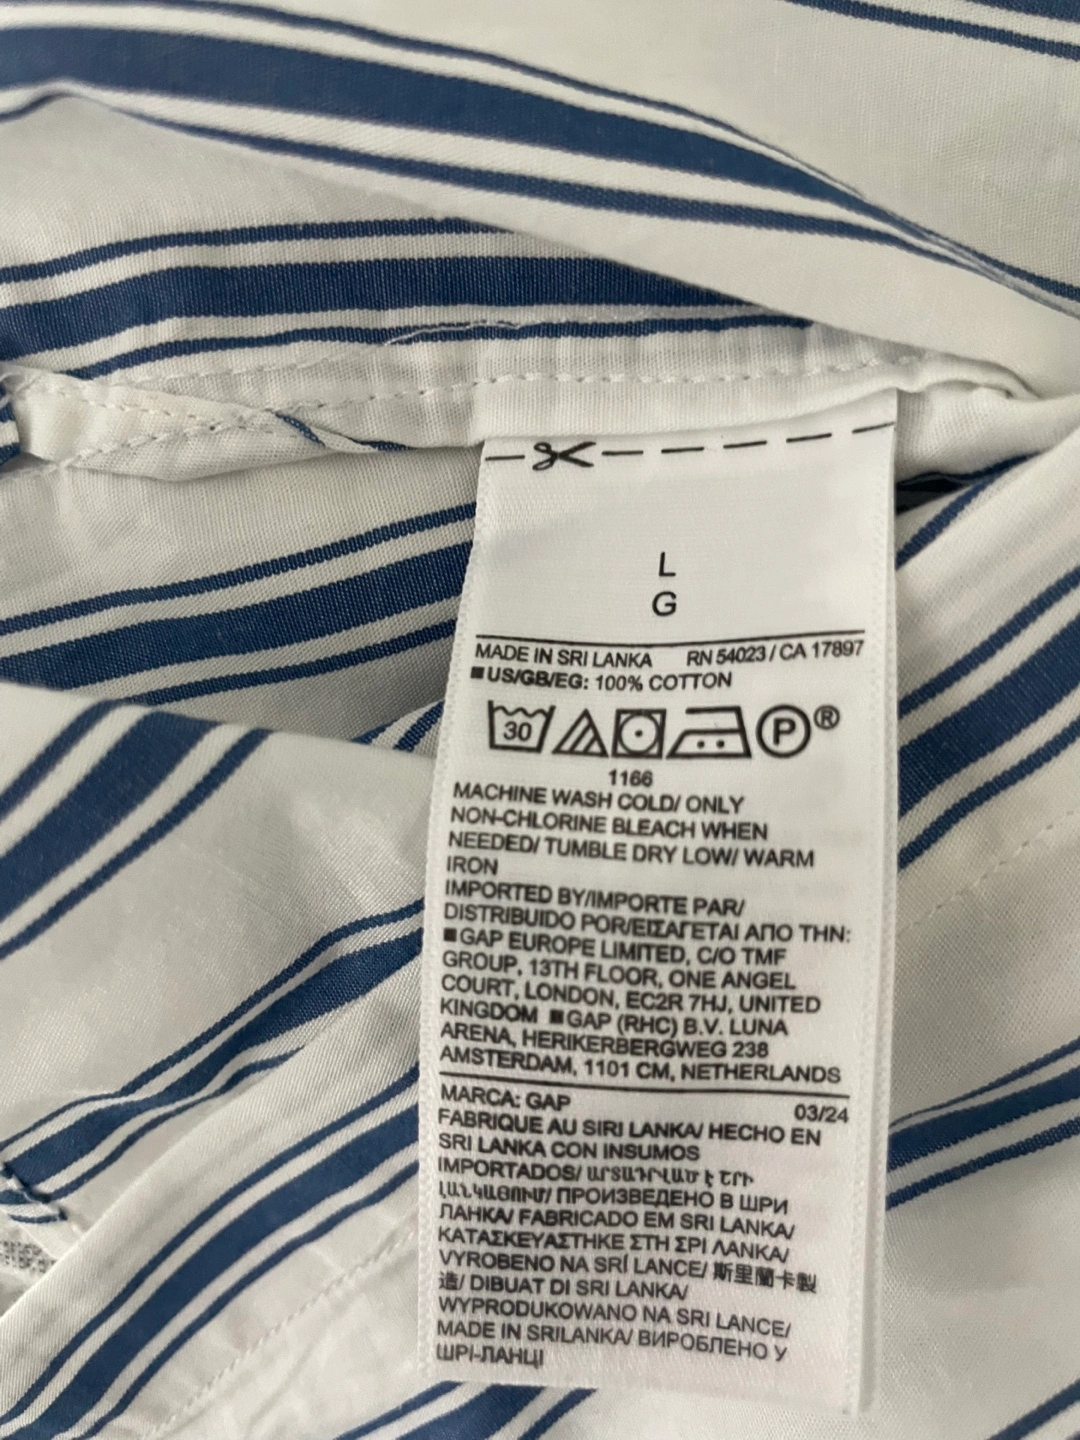 L
G
MADE IN SRI LANKA RN 54023 / CA 17897
■US/GB/EG: 100% COTTON
30 P ®
1166
MACHINE WASH COLD/ ONLY
NON-CHLORINE BLEACH WHEN
NEEDED/ TUMBLE DRY LOW/ WARM
IRON
IMPORTED BY/IMPORTE PAR/
DISTRIBUIDO POR/ΕΙΣΑΓΕΤΑΙ ΑΠΟ ΤΗΝ:
■GAP EUROPE LIMITED, C/O TMF
GROUP, 13TH FLOOR, ONE ANGEL
COURT, LONDON, EC2R 7HJ, UNITED
KINGDOM ■GAP (RHC) B.V. LUNA
ARENA, HERIKERBERGWEG 238
AMSTERDAM, 1101 CM, NETHERLANDS
MARCA: GAP 03/24
FABRIQUE AU SIRI LANKA/ HECHO EN
SRI LANKA CON INSUMOS
IMPORTADOS/ ԱՐՏԱԴՐՎԱԾ Է ՇՐԻ
ԼԱՆԿԱՅՈՒՄ/ ПРОИЗВЕДЕНО В ШРИ
ЛАНКА/ FABRICADO EM SRI LANKA/
ΚΑΤΑΣΚΕΥΑΣΤΗΚΕ ΣΤΗ ΣΡΙ ΛΑΝΚΑ/
VYROBENO NA SRÍ LANCE/ 斯里蘭卡製
造/ DIBUAT DI SRI LANKA/
WYPRODUKOWANO NA SRI LANCE/
MADE IN SRILANKA/ ВИРОБЛЕНО У
ШРІ-ЛАНЦІ